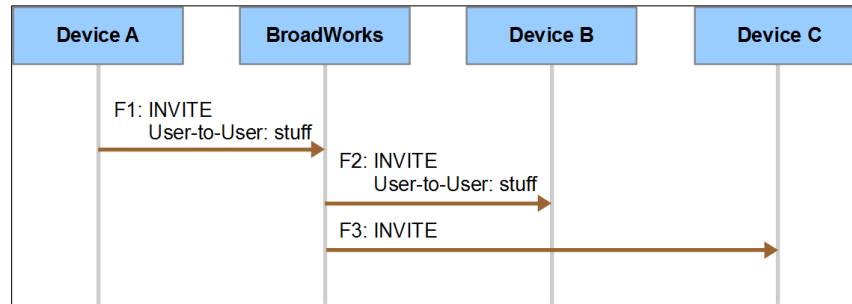 Device A BroadWorks Device B Device C
F1: INVITE
User-to-User: stuff
F2: INVITE
User-to-User: stuff
F3: INVITE